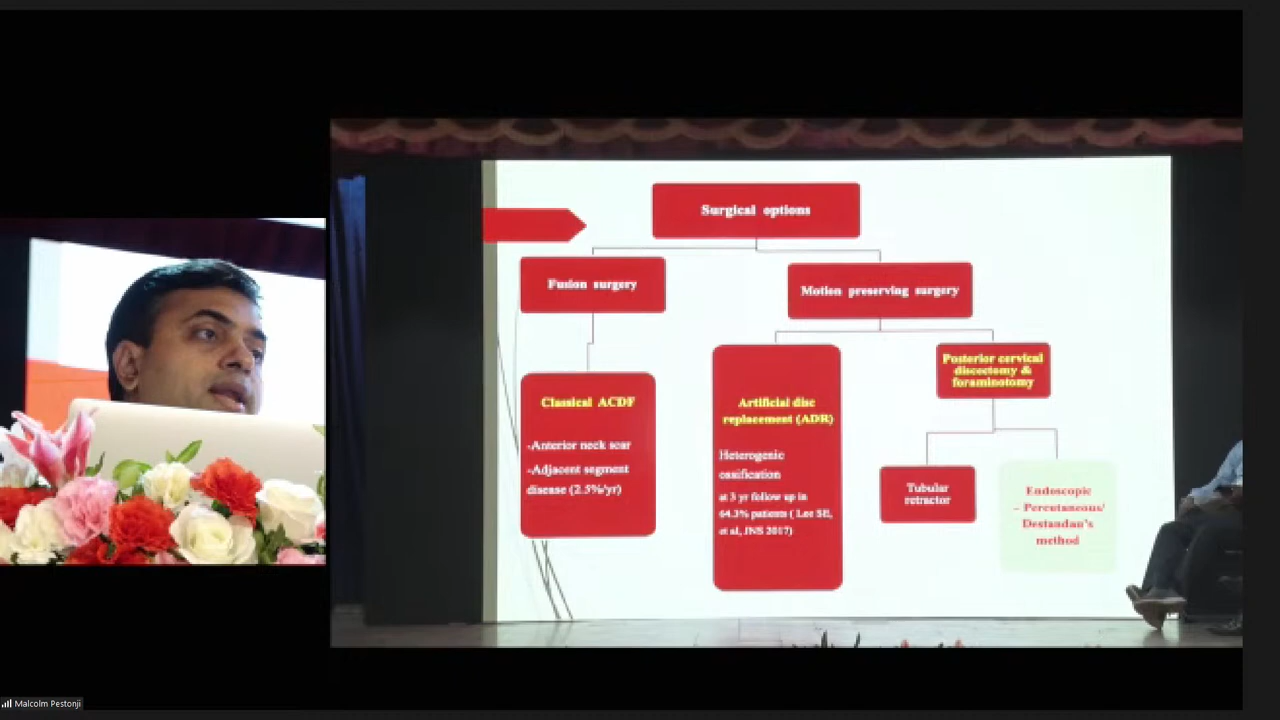 Surgical options
Fusion surgery
Motion preserving surgery
Classical ACDF
-Anterior neck scar
-Adjacent segment
disease (2.5%/yr)
Artificial disc
replacement (ADR)
Heterogenic
ossification
at 3 yr follow up in
64.3% patients ( Lee SE,
et al, JNS 2017)
Posterior cervical
discectomy &
foraminotomy
Tubular
retractor
Endoscopic
– Percutaneous/
Destandau's
method
Malcolm Pestonji